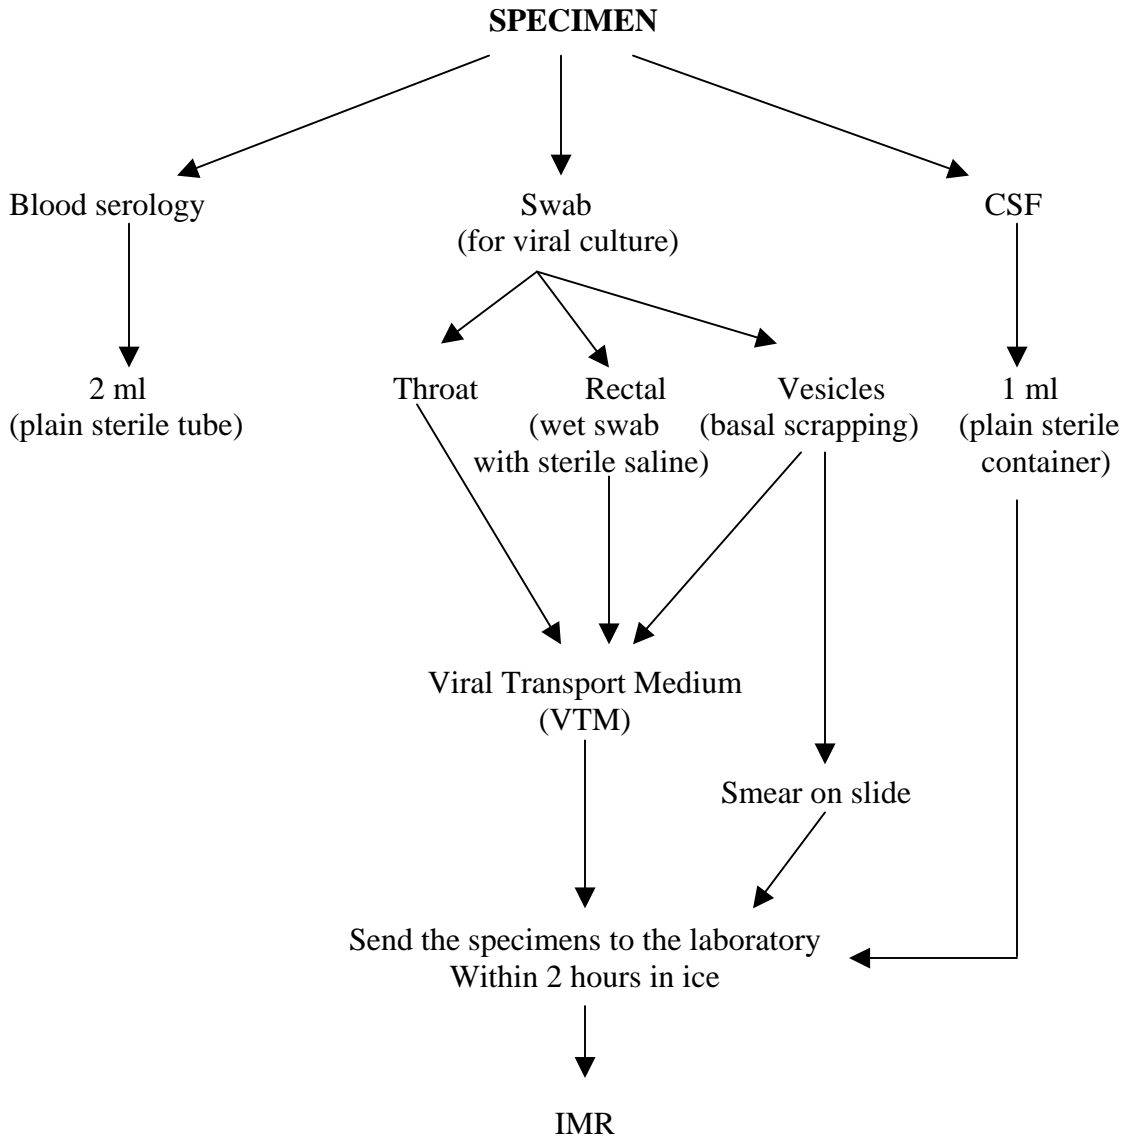 SPECIMEN
Blood serology
Swab
(for viral culture)
CSF
2 ml
(plain sterile tube)
Throat
Rectal
(wet swab
with sterile saline)
Vesicles
(basal scrapping)
1 ml
(plain sterile
container)
Viral Transport Medium
(VTM)
Smear on slide
Send the specimens to the laboratory
Within 2 hours in ice
IMR